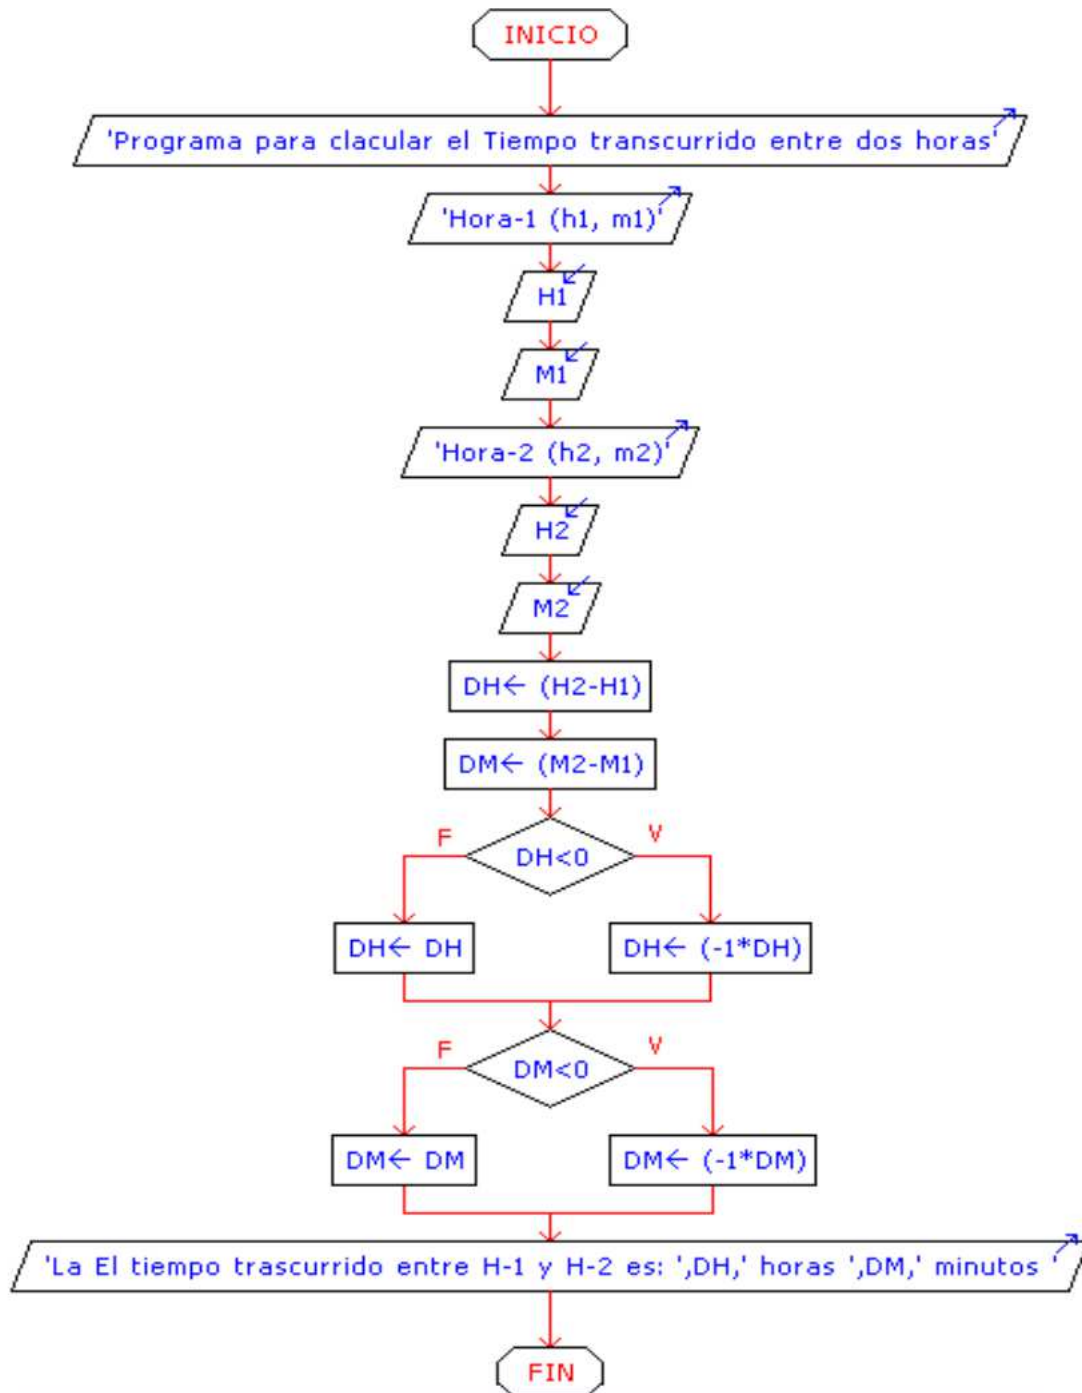 INICIO
'Programa para clacular el Tiempo transcurrido entre dos horas'
'Hora-1 (h1, m1)'
H1
M1
'Hora-2 (h2, m2)'
H2
M2
DH← (H2-H1)
DM← (M2-M1)
F
V
DH<0
DH← DH
DH← (-1*DH)
F
V
DM<0
DM← DM
DM← (-1*DM)
'La El tiempo trascurrido entre H-1 y H-2 es: ',DH,' horas ',DM,' minutos '
FIN